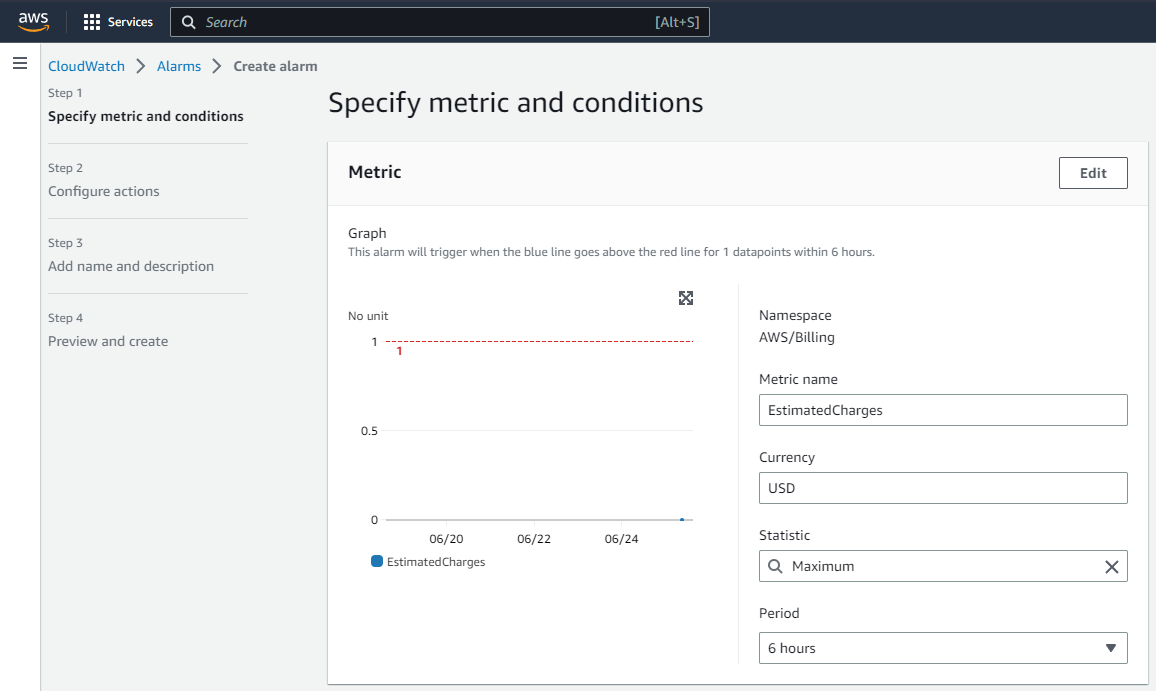 aws
Services
Search
[Alt+S]
CloudWatch
Alarms
Create alarm
Step 1
Specify metric and conditions
Step 2
Configure actions
Step 3
Add name and description
Step 4
Preview and create
Specify metric and conditions
Metric
Edit
Graph
This alarm will trigger when the blue line goes above the red line for 1 datapoints within 6 hours.
No unit
1
1
0.5
0
06/20
06/22
06/24
EstimatedCharges
Namespace
AWS/Billing
Metric name
EstimatedCharges
Currency
USD
Statistic
Maximum
Period
6 hours